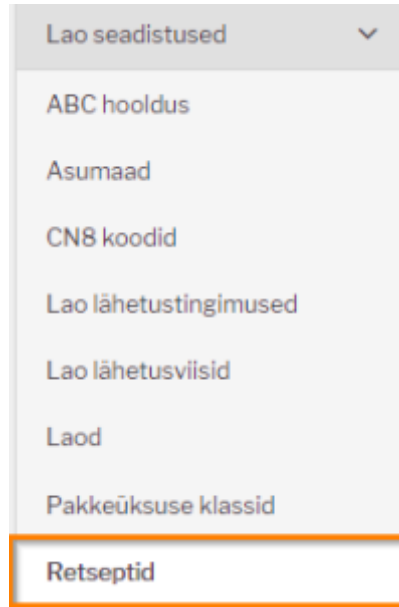 Lao seadistused
ABC hooldus
Asumaad
CN8 koodid
Lao lähetustingimused
Lao lähetusviisid
Laod
Pakkeüksuse klassid
Retseptid